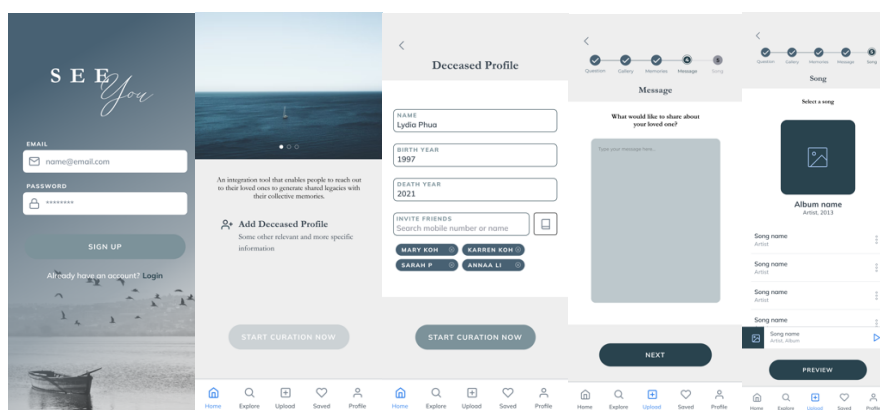 SEE
You
EMAIL
name@email.com
PASSWORD
********
SIGN UP
Already have an account? Login
An integration tool that enables people to reach out
to their loved ones to generate shared legacies with
their collective memories.
Add Deceased Profile
Some other relevant and more specific
information
START CURATION NOW
Home Explore Upload Saved Profile
Deceased Profile
NAME
Lydia Phua
BIRTH YEAR
1997
DEATH YEAR
2021
INVITE FRIENDS
Search mobile number or name
MARY KOH KARREN KOH
SARAH P ANNAA LI
START CURATION NOW
Home Explore Upload Saved Profile
Question Gallery Memories Message Song
Message
What would like to share about
your loved one?
Type your message here...
NEXT
Home Explore Upload Saved Profile
Question Gallery Memories Message Song
Song
Select a song
Album name
Artist, 2013
Song name
Artist
Song name
Artist
Song name
Artist
Song name
Song name
Artist, Album
PREVIEW
Home Explore Upload Saved Profile